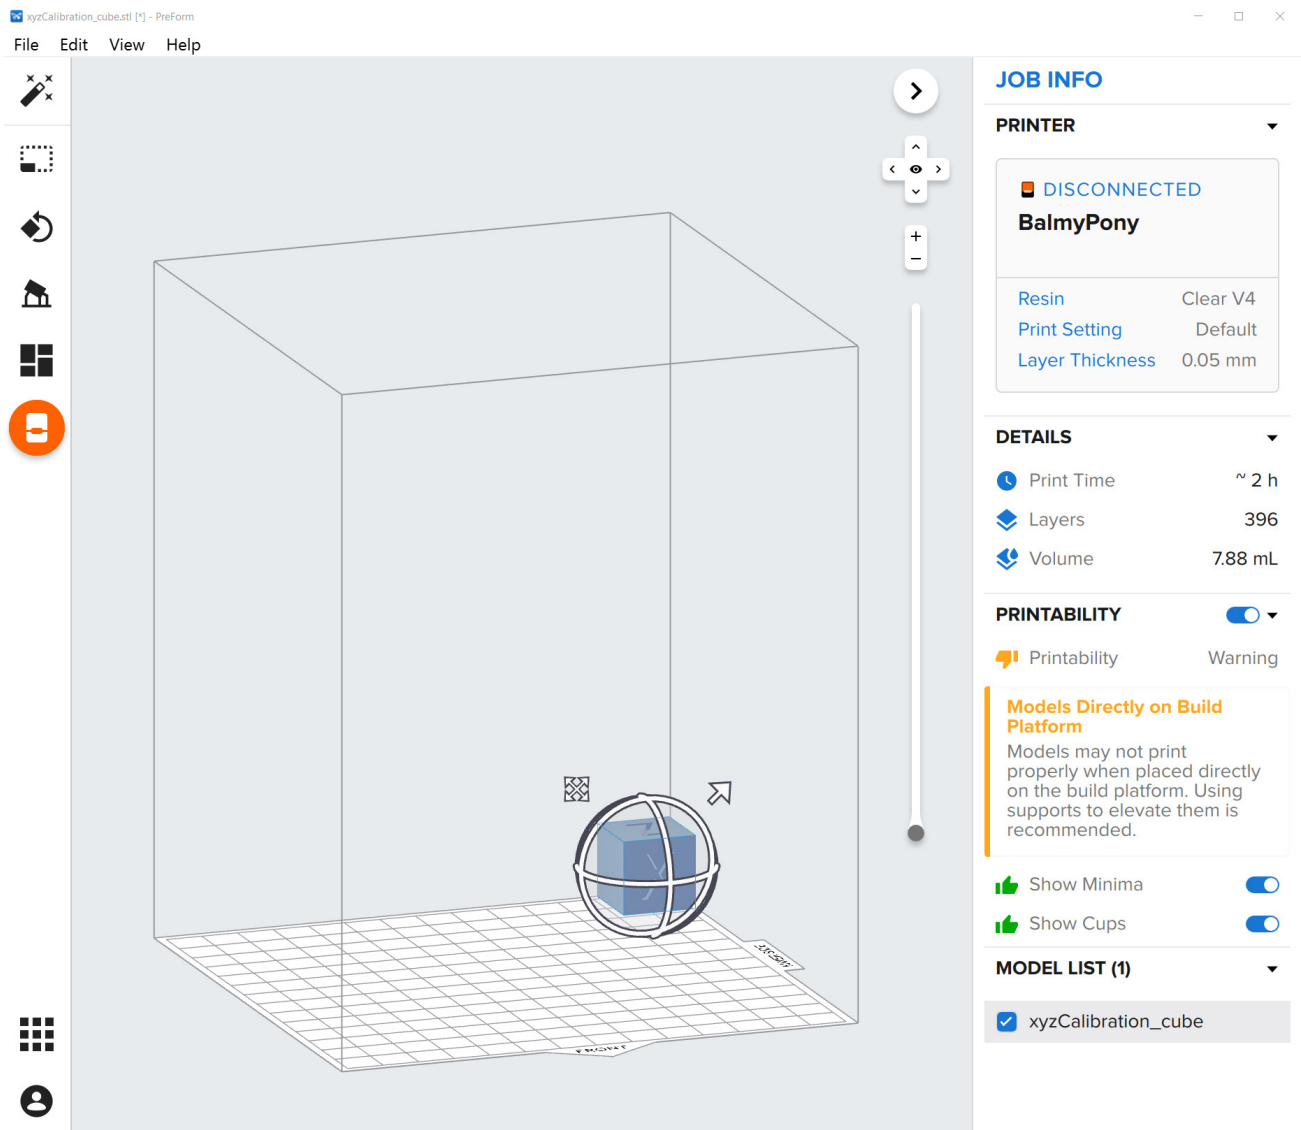 xyzCalibration_cube.stl [*] - PreForm
File Edit View Help
JOB INFO
PRINTER
DISCONNECTED
BalmyPony
Resin Clear V4
Print Setting Default
Layer Thickness 0.05 mm
DETAILS
Print Time ~ 2 h
Layers 396
Volume 7.88 mL
PRINTABILITY
Printability Warning
Models Directly on Build
Platform
Models may not print
properly when placed directly
on the build platform. Using
supports to elevate them is
recommended.
Show Minima
Show Cups
MODEL LIST (1)
xyzCalibration_cube
Z
Y
FRONT